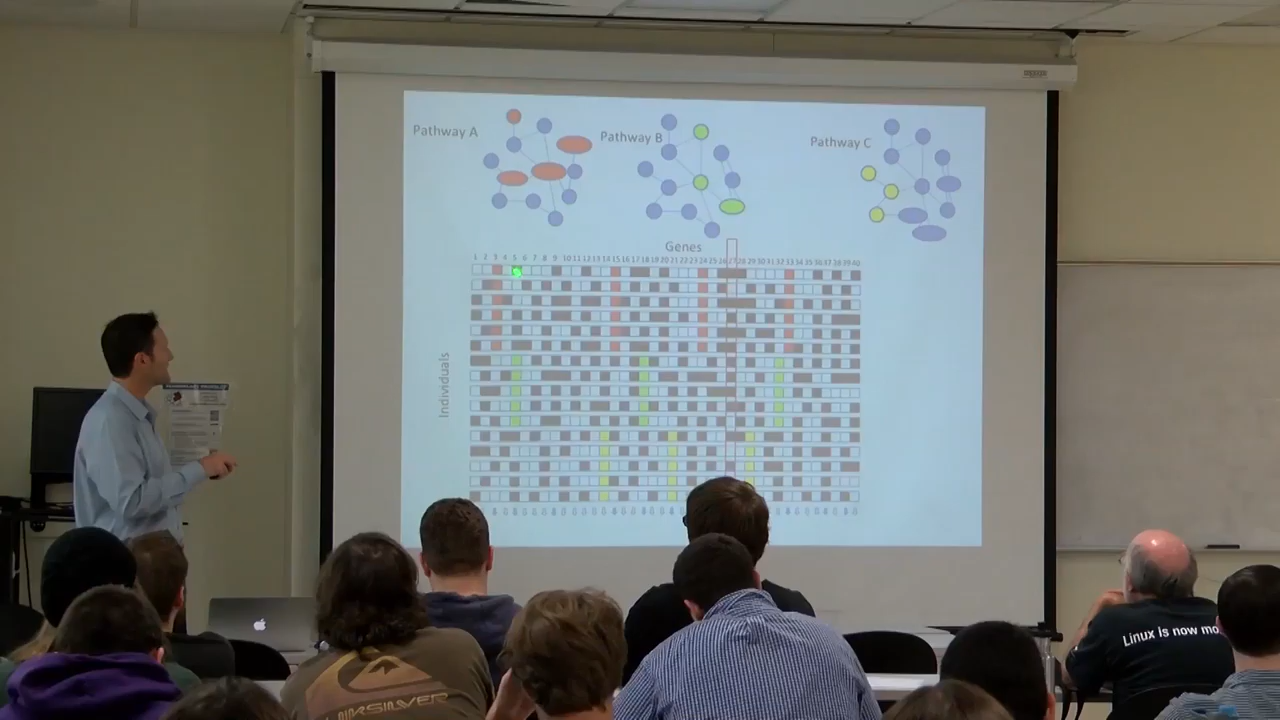 Pathway A
Pathway B
Pathway C
Genes
1 2 3 4 5 6 7 8 9 10 11 12 13 14 15 16 17 18 19 20 21 22 23 24 25 26 27 28 29 30 31 32 33 34 35 36 37 38 39 40
Individuals
Linux is now mo
QUIKSILVER